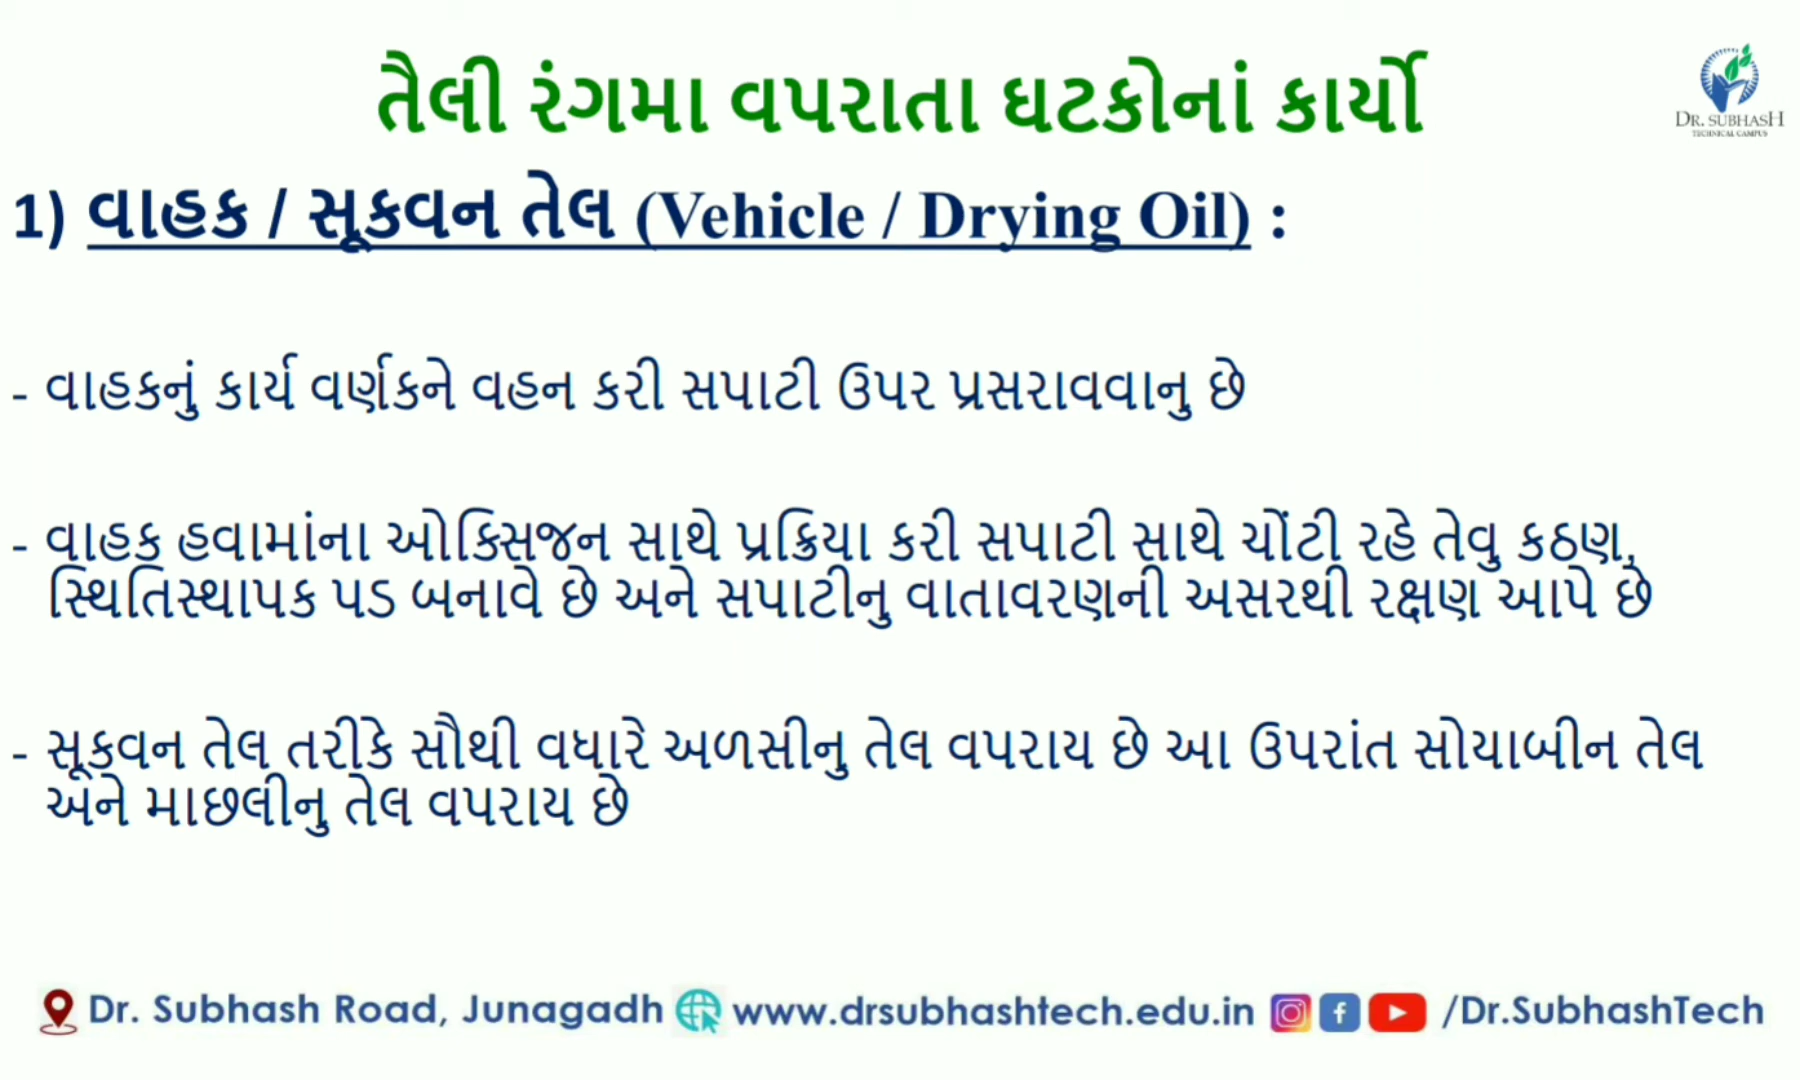 તૈલી રંગમા વપરાતા ઘટકોનાં કાર્યો
DR. SUBHASH
TECHNICAL CAMPUS
1) વાહક / સૂકવન તેલ (Vehicle / Drying Oil) :
- વાહકનું કાર્ય વર્ણકને વહન કરી સપાટી ઉપર પ્રસરાવવાનુ છે
- વાહક હવામાંના ઓક્સિજન સાથે પ્રક્રિયા કરી સપાટી સાથે ચોંટી રહે તેવુ કઠણ,
સ્થિતિસ્થાપક પડ બનાવે છે અને સપાટીનુ વાતાવરણની અસરથી રક્ષણ આપે છે
- સૂકવન તેલ તરીકે સૌથી વધારે અળસીનુ તેલ વપરાય છે આ ઉપરાંત સોયાબીન તેલ
અને માછલીનુ તેલ વપરાય છે
Dr. Subhash Road, Junagadh www.drsubhashtech.edu.in /Dr.SubhashTech